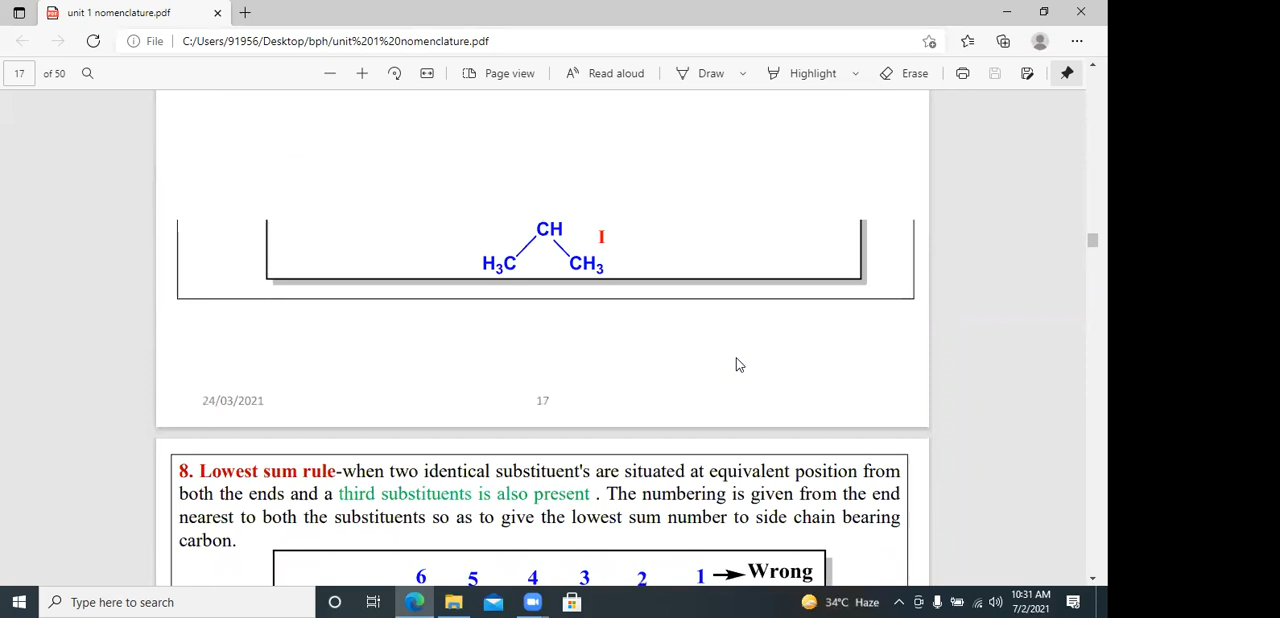 unit 1 nomenclature.pdf
File C:/Users/91956/Desktop/bph/unit%201%20nomenclature.pdf
17 of 50 Page view Read aloud Draw Highlight Erase
CH
I
H₃C CH₃
24/03/2021 17
8. Lowest sum rule-when two identical substituent's are situated at equivalent position from
both the ends and a third substituents is also present . The numbering is given from the end
nearest to both the substituents so as to give the lowest sum number to side chain bearing
carbon.
6 5 4 3 2 1 Wrong
Type here to search
34°C Haze
10:31 AM
7/2/2021